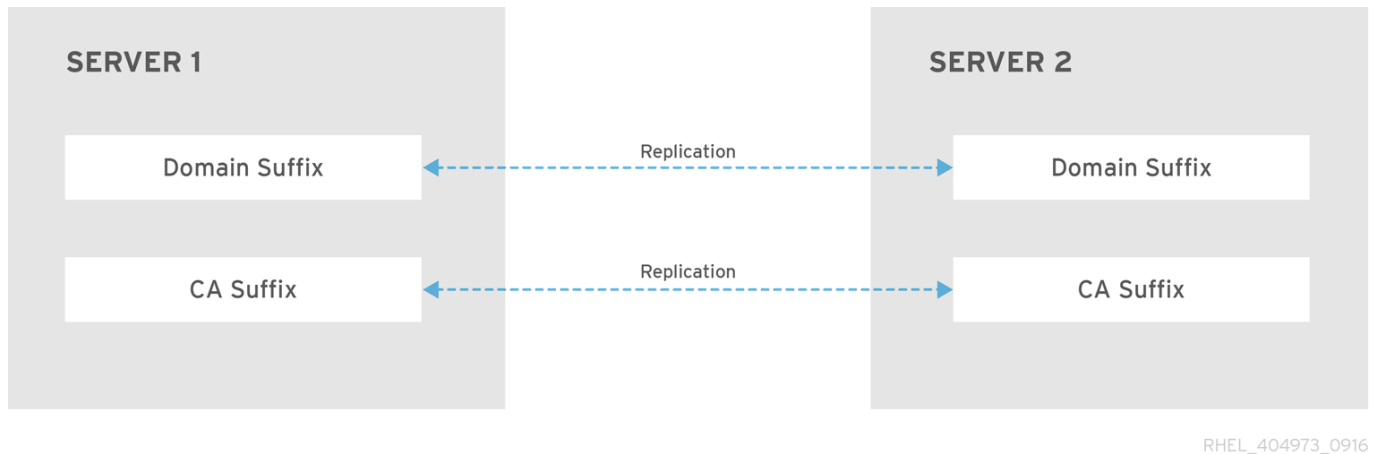 SERVER 1
SERVER 2
Domain Suffix
Replication
Domain Suffix
CA Suffix
Replication
CA Suffix
RHEL_404973_0916